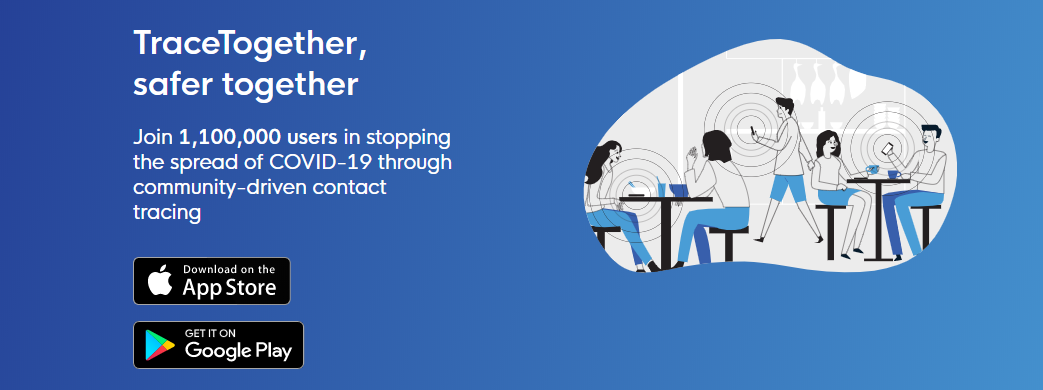 TraceTogether,
safer together
Join 1,100,000 users in stopping
the spread of COVID-19 through
community-driven contact
tracing
Download on the
App Store
GET IT ON
Google Play